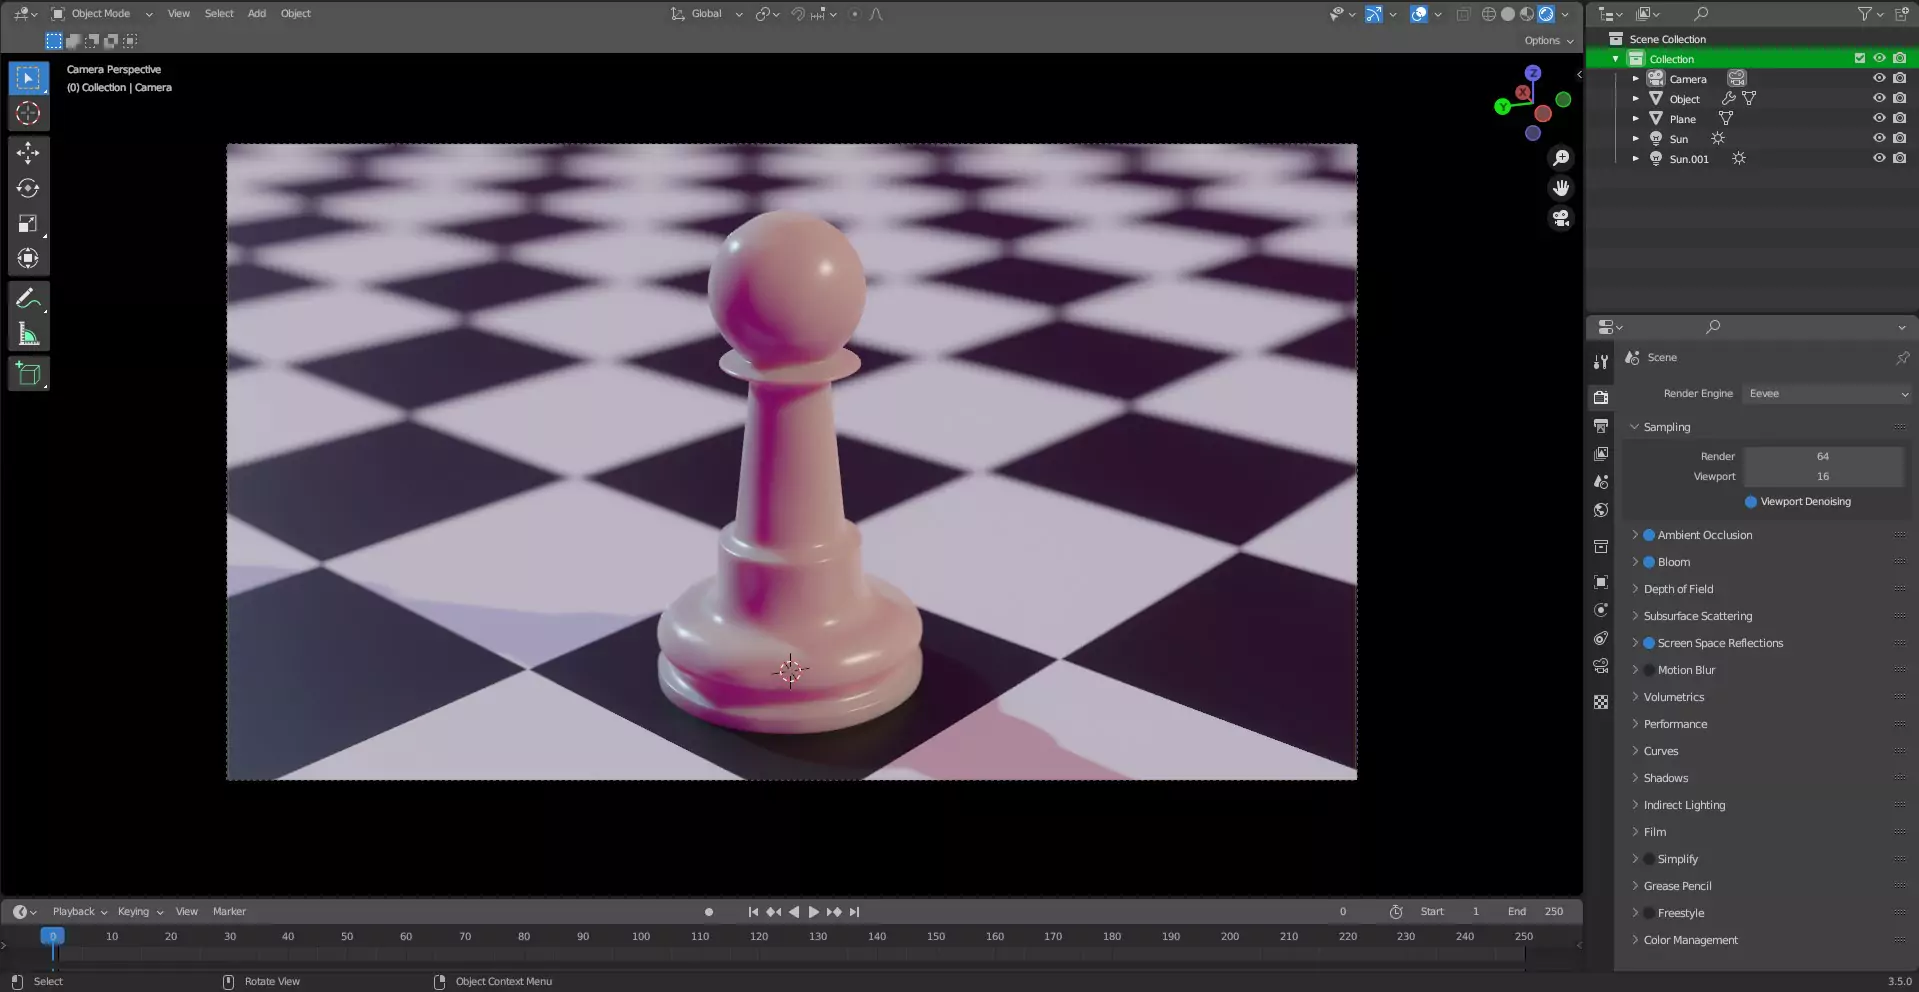 Object Mode View Select Add Object Global
Options
Camera Perspective
(0) Collection | Camera
Z
X
Y
Scene Collection
Collection
Camera
Object
Plane
Sun
Sun.001
Scene
Render Engine Eevee
Sampling
Render 64
Viewport 16
Viewport Denoising
Ambient Occlusion
Bloom
Depth of Field
Subsurface Scattering
Screen Space Reflections
Motion Blur
Volumetrics
Performance
Curves
Shadows
Indirect Lighting
Film
Simplify
Grease Pencil
Freestyle
Color Management
Playback Keying View Marker 0 Start 1 End 250
0 10 20 30 40 50 60 70 80 90 100 110 120 130 140 150 160 170 180 190 200 210 220 230 240 250
Select Rotate View Object Context Menu 3.5.0